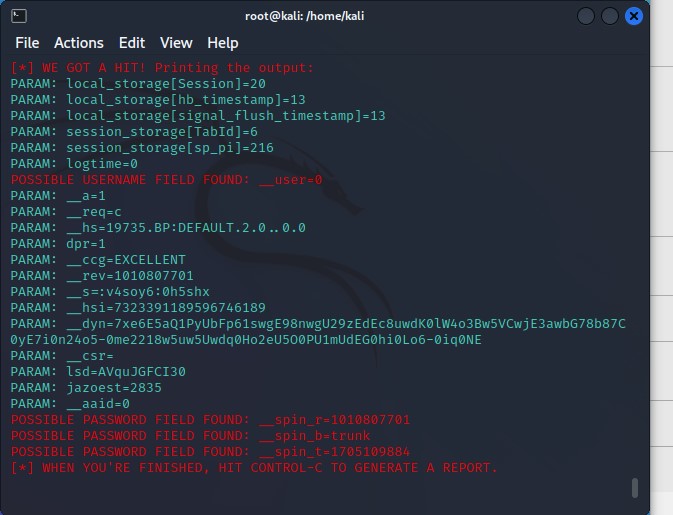 root@kali: /home/kali
File Actions Edit View Help
[*] WE GOT A HIT! Printing the output:
PARAM: local_storage[Session]=20
PARAM: local_storage[hb_timestamp]=13
PARAM: local_storage[signal_flush_timestamp]=13
PARAM: session_storage[TabId]=6
PARAM: session_storage[sp_pi]=216
PARAM: logtime=0
POSSIBLE USERNAME FIELD FOUND: __user=0
PARAM: __a=1
PARAM: __req=c
PARAM: __hs=19735.BP:DEFAULT.2.0..0.0
PARAM: dpr=1
PARAM: __ccg=EXCELLENT
PARAM: __rev=1010807701
PARAM: __s=:v4soy6:0h5shx
PARAM: __hsi=7323391189596746189
PARAM: __dyn=7xe6E5aQ1PyUbFp61swgE98nwgU29zEdEc8uwdK0lW4o3Bw5VCwjE3awbG78b87C
0yE7i0n24o5-0me2218w5uw5Uwdq0Ho2eU5O0PU1mUdEG0hi0Lo6-0iq0NE
PARAM: __csr=
PARAM: lsd=AVquJGFCI30
PARAM: jazoest=2835
PARAM: __aaid=0
POSSIBLE PASSWORD FIELD FOUND: __spin_r=1010807701
POSSIBLE PASSWORD FIELD FOUND: __spin_b=trunk
POSSIBLE PASSWORD FIELD FOUND: __spin_t=1705109884
[*] WHEN YOU'RE FINISHED, HIT CONTROL-C TO GENERATE A REPORT.